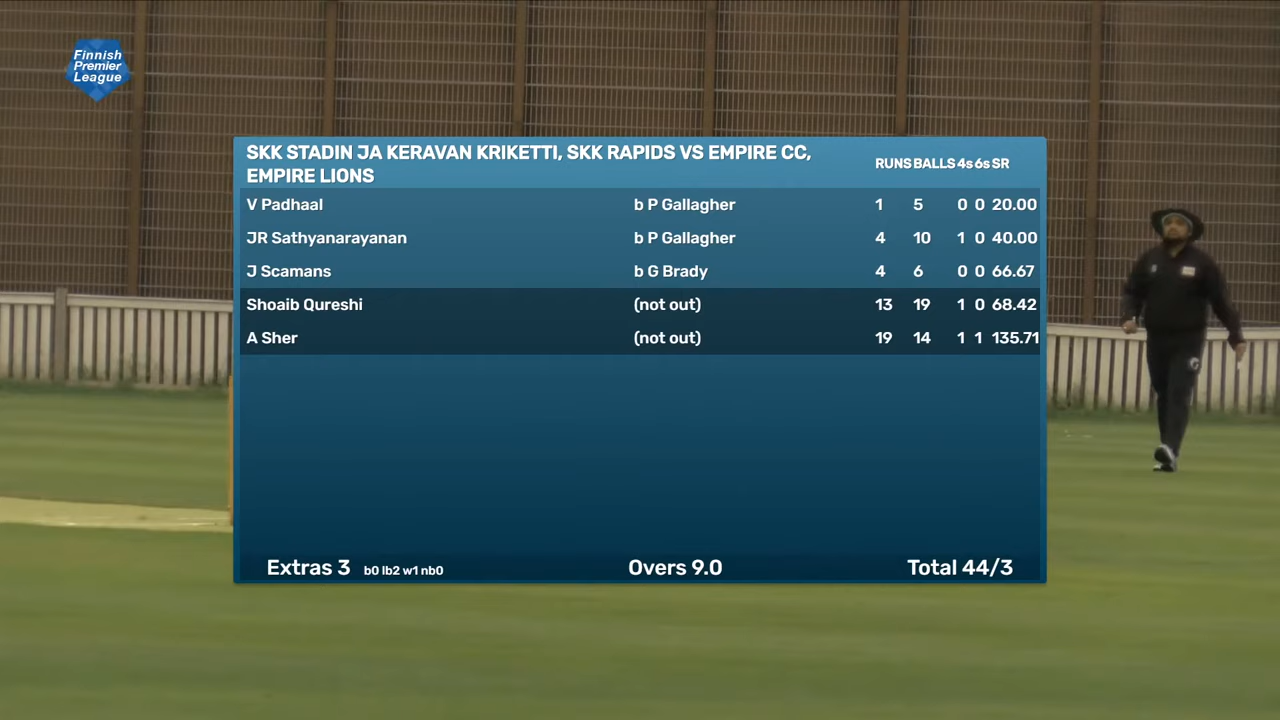 Finnish
Premier
League
SKK STADIN JA KERAVAN KRIKETTI, SKK RAPIDS VS EMPIRE CC,
EMPIRE LIONS
RUNS BALLS 4s 6s SR
V Padhaal b P Gallagher 1 5 0 0 20.00
JR Sathyanarayanan b P Gallagher 4 10 1 0 40.00
J Scamans b G Brady 4 6 0 0 66.67
Shoaib Qureshi (not out) 13 19 1 0 68.42
A Sher (not out) 19 14 1 1 135.71
Extras 3 b0 lb2 w1 nb0 Overs 9.0 Total 44/3